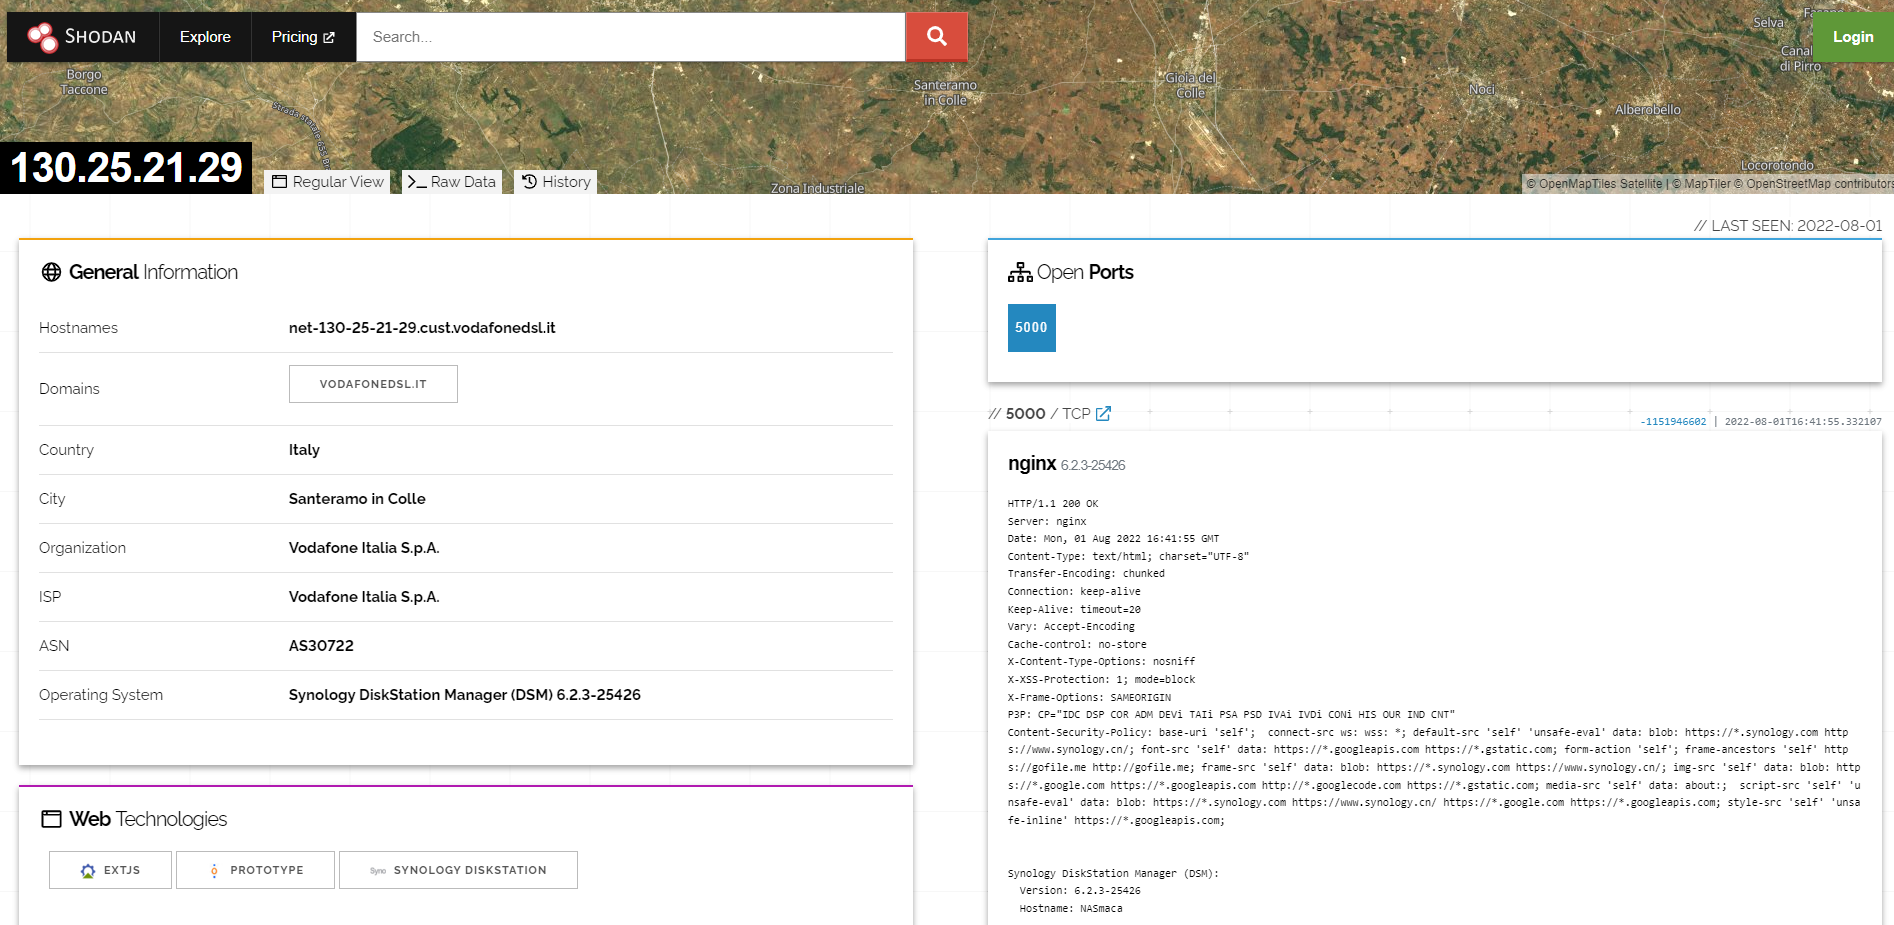 SHODAN
Explore
Pricing
Search...
Login
Borgo
Taccone
Santeramo
in Colle
Gioia del
Colle
Noci
Selva
Canal
di Pirro
Alberobello
Locorotondo
Zona Industriale
130.25.21.29
Regular View
Raw Data
History
© OpenMapTiles Satellite | © MapTiler © OpenStreetMap contributors
// LAST SEEN: 2022-08-01
General Information
Hostnames
net-130-25-21-29.cust.vodafonedsl.it
Domains
VODAFONEDSL.IT
Country
Italy
City
Santeramo in Colle
Organization
Vodafone Italia S.p.A.
ISP
Vodafone Italia S.p.A.
ASN
AS30722
Operating System
Synology DiskStation Manager (DSM) 6.2.3-25426
Web Technologies
EXTJS
PROTOTYPE
Syno
SYNOLOGY DISKSTATION
Open Ports
5000
// 5000 / TCP
-1151946602 | 2022-08-01T16:41:55.332107
nginx 6.2.3-25426
HTTP/1.1 200 OK
Server: nginx
Date: Mon, 01 Aug 2022 16:41:55 GMT
Content-Type: text/html; charset="UTF-8"
Transfer-Encoding: chunked
Connection: keep-alive
Keep-Alive: timeout=20
Vary: Accept-Encoding
Cache-control: no-store
X-Content-Type-Options: nosniff
X-XSS-Protection: 1; mode=block
X-Frame-Options: SAMEORIGIN
P3P: CP="IDC DSP COR ADM DEVi TAIi PSA PSD IVAi IVDi CONi HIS OUR IND CNT"
Content-Security-Policy: base-uri 'self';  connect-src ws: wss: *; default-src 'self' 'unsafe-eval' data: blob: https://*.synology.com http
s://www.synology.cn/; font-src 'self' data: https://*.googleapis.com https://*.gstatic.com; form-action 'self'; frame-ancestors 'self' http
s://gofile.me http://gofile.me; frame-src 'self' data: blob: https://*.synology.com https://www.synology.cn/; img-src 'self' data: blob: http
s://*.google.com https://*.googleapis.com http://*.googlecode.com https://*.gstatic.com; media-src 'self' data: about:;  script-src 'self' 'u
nsafe-eval' data: blob: https://*.synology.com https://www.synology.cn/ https://*.google.com https://*.googleapis.com; style-src 'self' 'unsa
fe-inline' https://*.googleapis.com;
Synology DiskStation Manager (DSM):
Version: 6.2.3-25426
Hostname: NASmaca